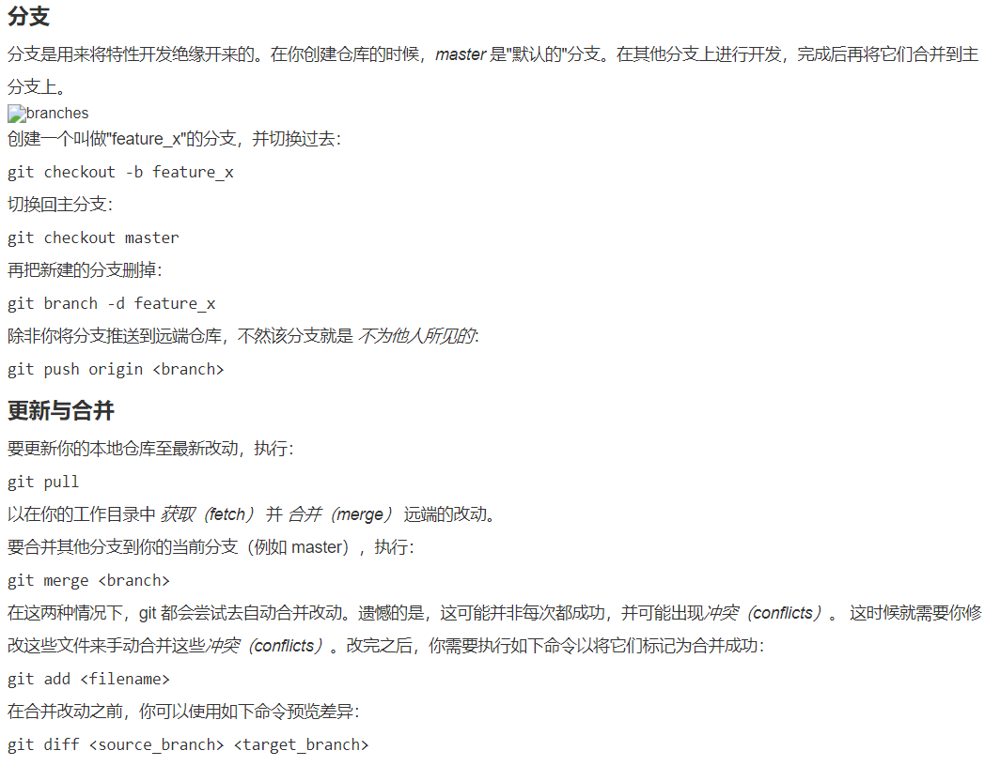 分支
分支是用来将特性开发绝缘开来的。在你创建仓库的时候，master 是"默认的"分支。在其他分支上进行开发，完成后再将它们合并到主
分支上。
branches
创建一个叫做"feature_x"的分支，并切换过去：
git checkout -b feature_x
切换回主分支：
git checkout master
再把新建的分支删掉：
git branch -d feature_x
除非你将分支推送到远端仓库，不然该分支就是 不为他人所见的：
git push origin <branch>
更新与合并
要更新你的本地仓库至最新改动，执行：
git pull
以在你的工作目录中 获取（fetch） 并 合并（merge） 远端的改动。
要合并其他分支到你的当前分支（例如 master），执行：
git merge <branch>
在这两种情况下，git 都会尝试去自动合并改动。遗憾的是，这可能并非每次都成功，并可能出现冲突（conflicts）。 这时候就需要你修
改这些文件来手动合并这些冲突（conflicts）。改完之后，你需要执行如下命令以将它们标记为合并成功：
git add <filename>
在合并改动之前，你可以使用如下命令预览差异：
git diff <source_branch> <target_branch>